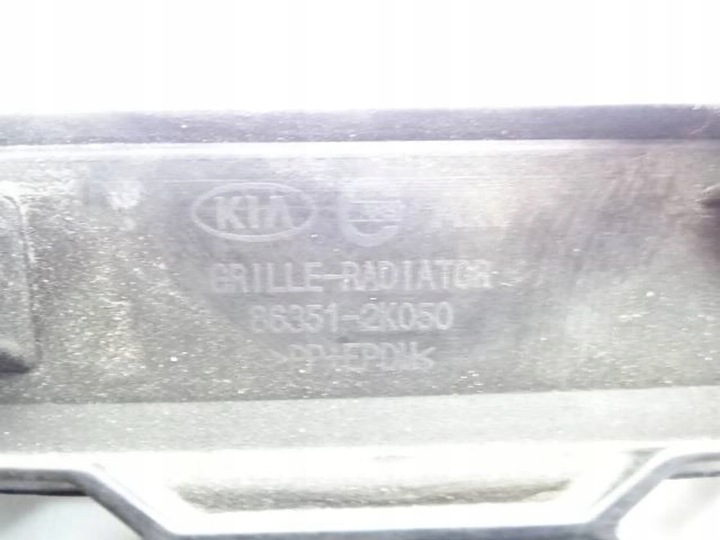 KIA
GRILLE-RADIATOR
86351-2K050
>PP+EPDM<